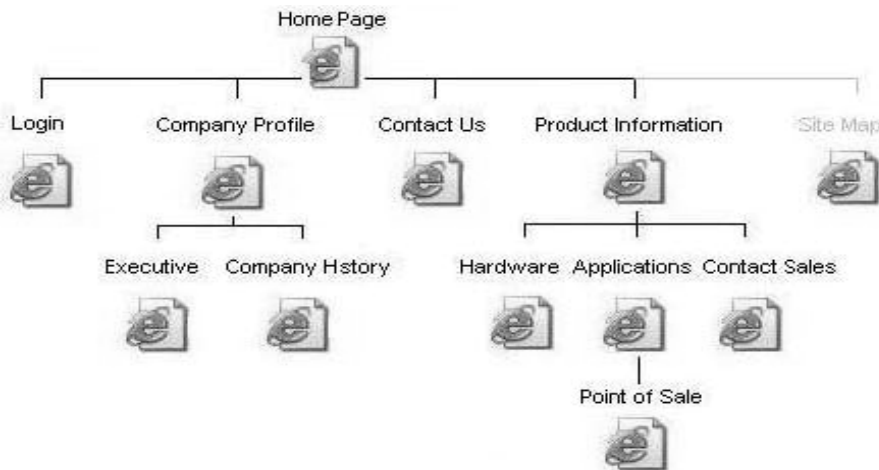 Home Page
Login Company Profile Contact Us Product Information Site Map
Executive Company Hstory Hardware Applications Contact Sales
Point of Sale